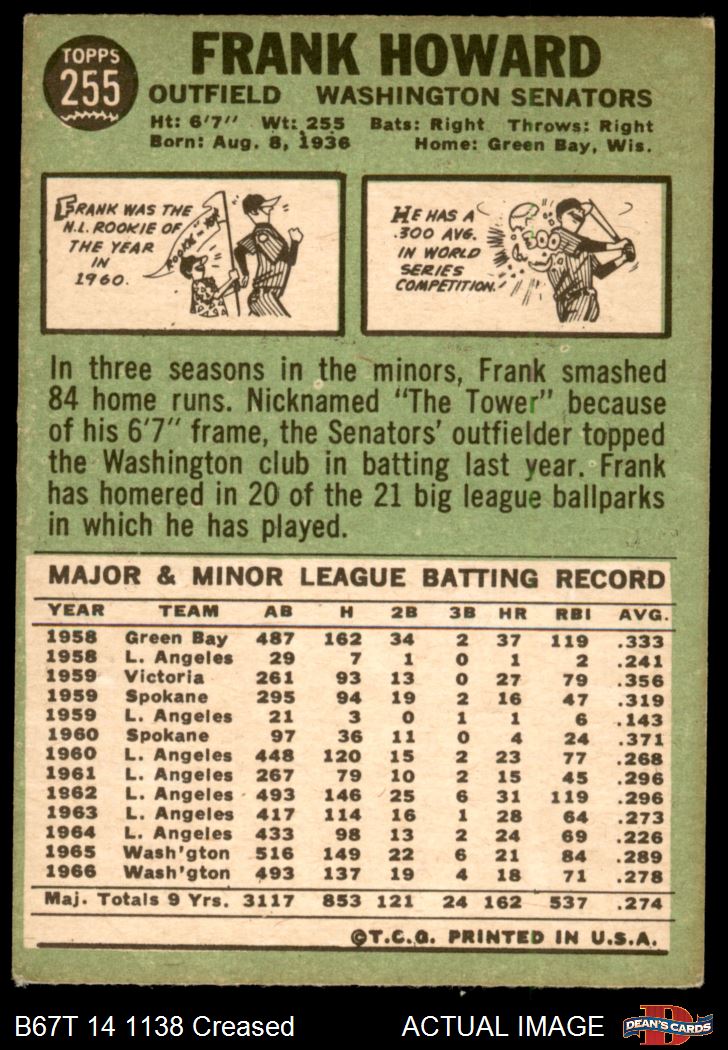 TOPPS
255
FRANK HOWARD
OUTFIELD WASHINGTON SENATORS
Ht: 6'7" Wt: 255 Bats: Right Throws: Right
Born: Aug. 8, 1936 Home: Green Bay, Wis.
FRANK WAS THE
N.L. ROOKIE OF
THE YEAR
IN
1960.
HE HAS A
.300 AVG.
IN WORLD
SERIES
COMPETITION.
300
In three seasons in the minors, Frank smashed
84 home runs. Nicknamed "The Tower" because
of his 6'7" frame, the Senators' outfielder topped
the Washington club in batting last year. Frank
has homered in 20 of the 21 big league ballparks
in which he has played.
MAJOR & MINOR LEAGUE BATTING RECORD
YEAR TEAM AB H 2B 3B HR RBI AVG.
1958 Green Bay 487 162 34 2 37 119 .333
1958 L. Angeles 29 7 1 0 1 2 .241
1959 Victoria 261 93 13 0 27 79 .356
1959 Spokane 295 94 19 2 16 47 .319
1959 L. Angeles 21 3 0 1 1 6 .143
1960 Spokane 97 36 11 0 4 24 .371
1960 L. Angeles 448 120 15 2 23 77 .268
1961 L. Angeles 267 79 10 2 15 45 .296
1962 L. Angeles 493 146 25 6 31 119 .296
1963 L. Angeles 417 114 16 1 28 64 .273
1964 L. Angeles 433 98 13 2 24 69 .226
1965 Wash'gton 516 149 22 6 21 84 .289
1966 Wash'gton 493 137 19 4 18 71 .278
Maj. Totals 9 Yrs. 3117 853 121 24 162 537 .274
©T.C.G. PRINTED IN U.S.A.
B67T 14 1138 Creased ACTUAL IMAGE
DEAN'S CARDS